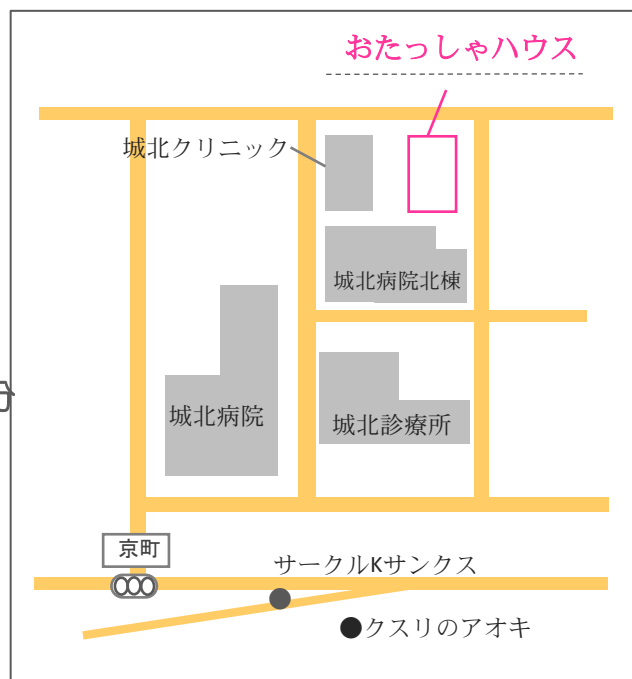 おたっしゃハウス
城北クリニック
城北病院北棟
城北病院
城北診療所
京町
サークルKサンクス
●クスリのアオキ